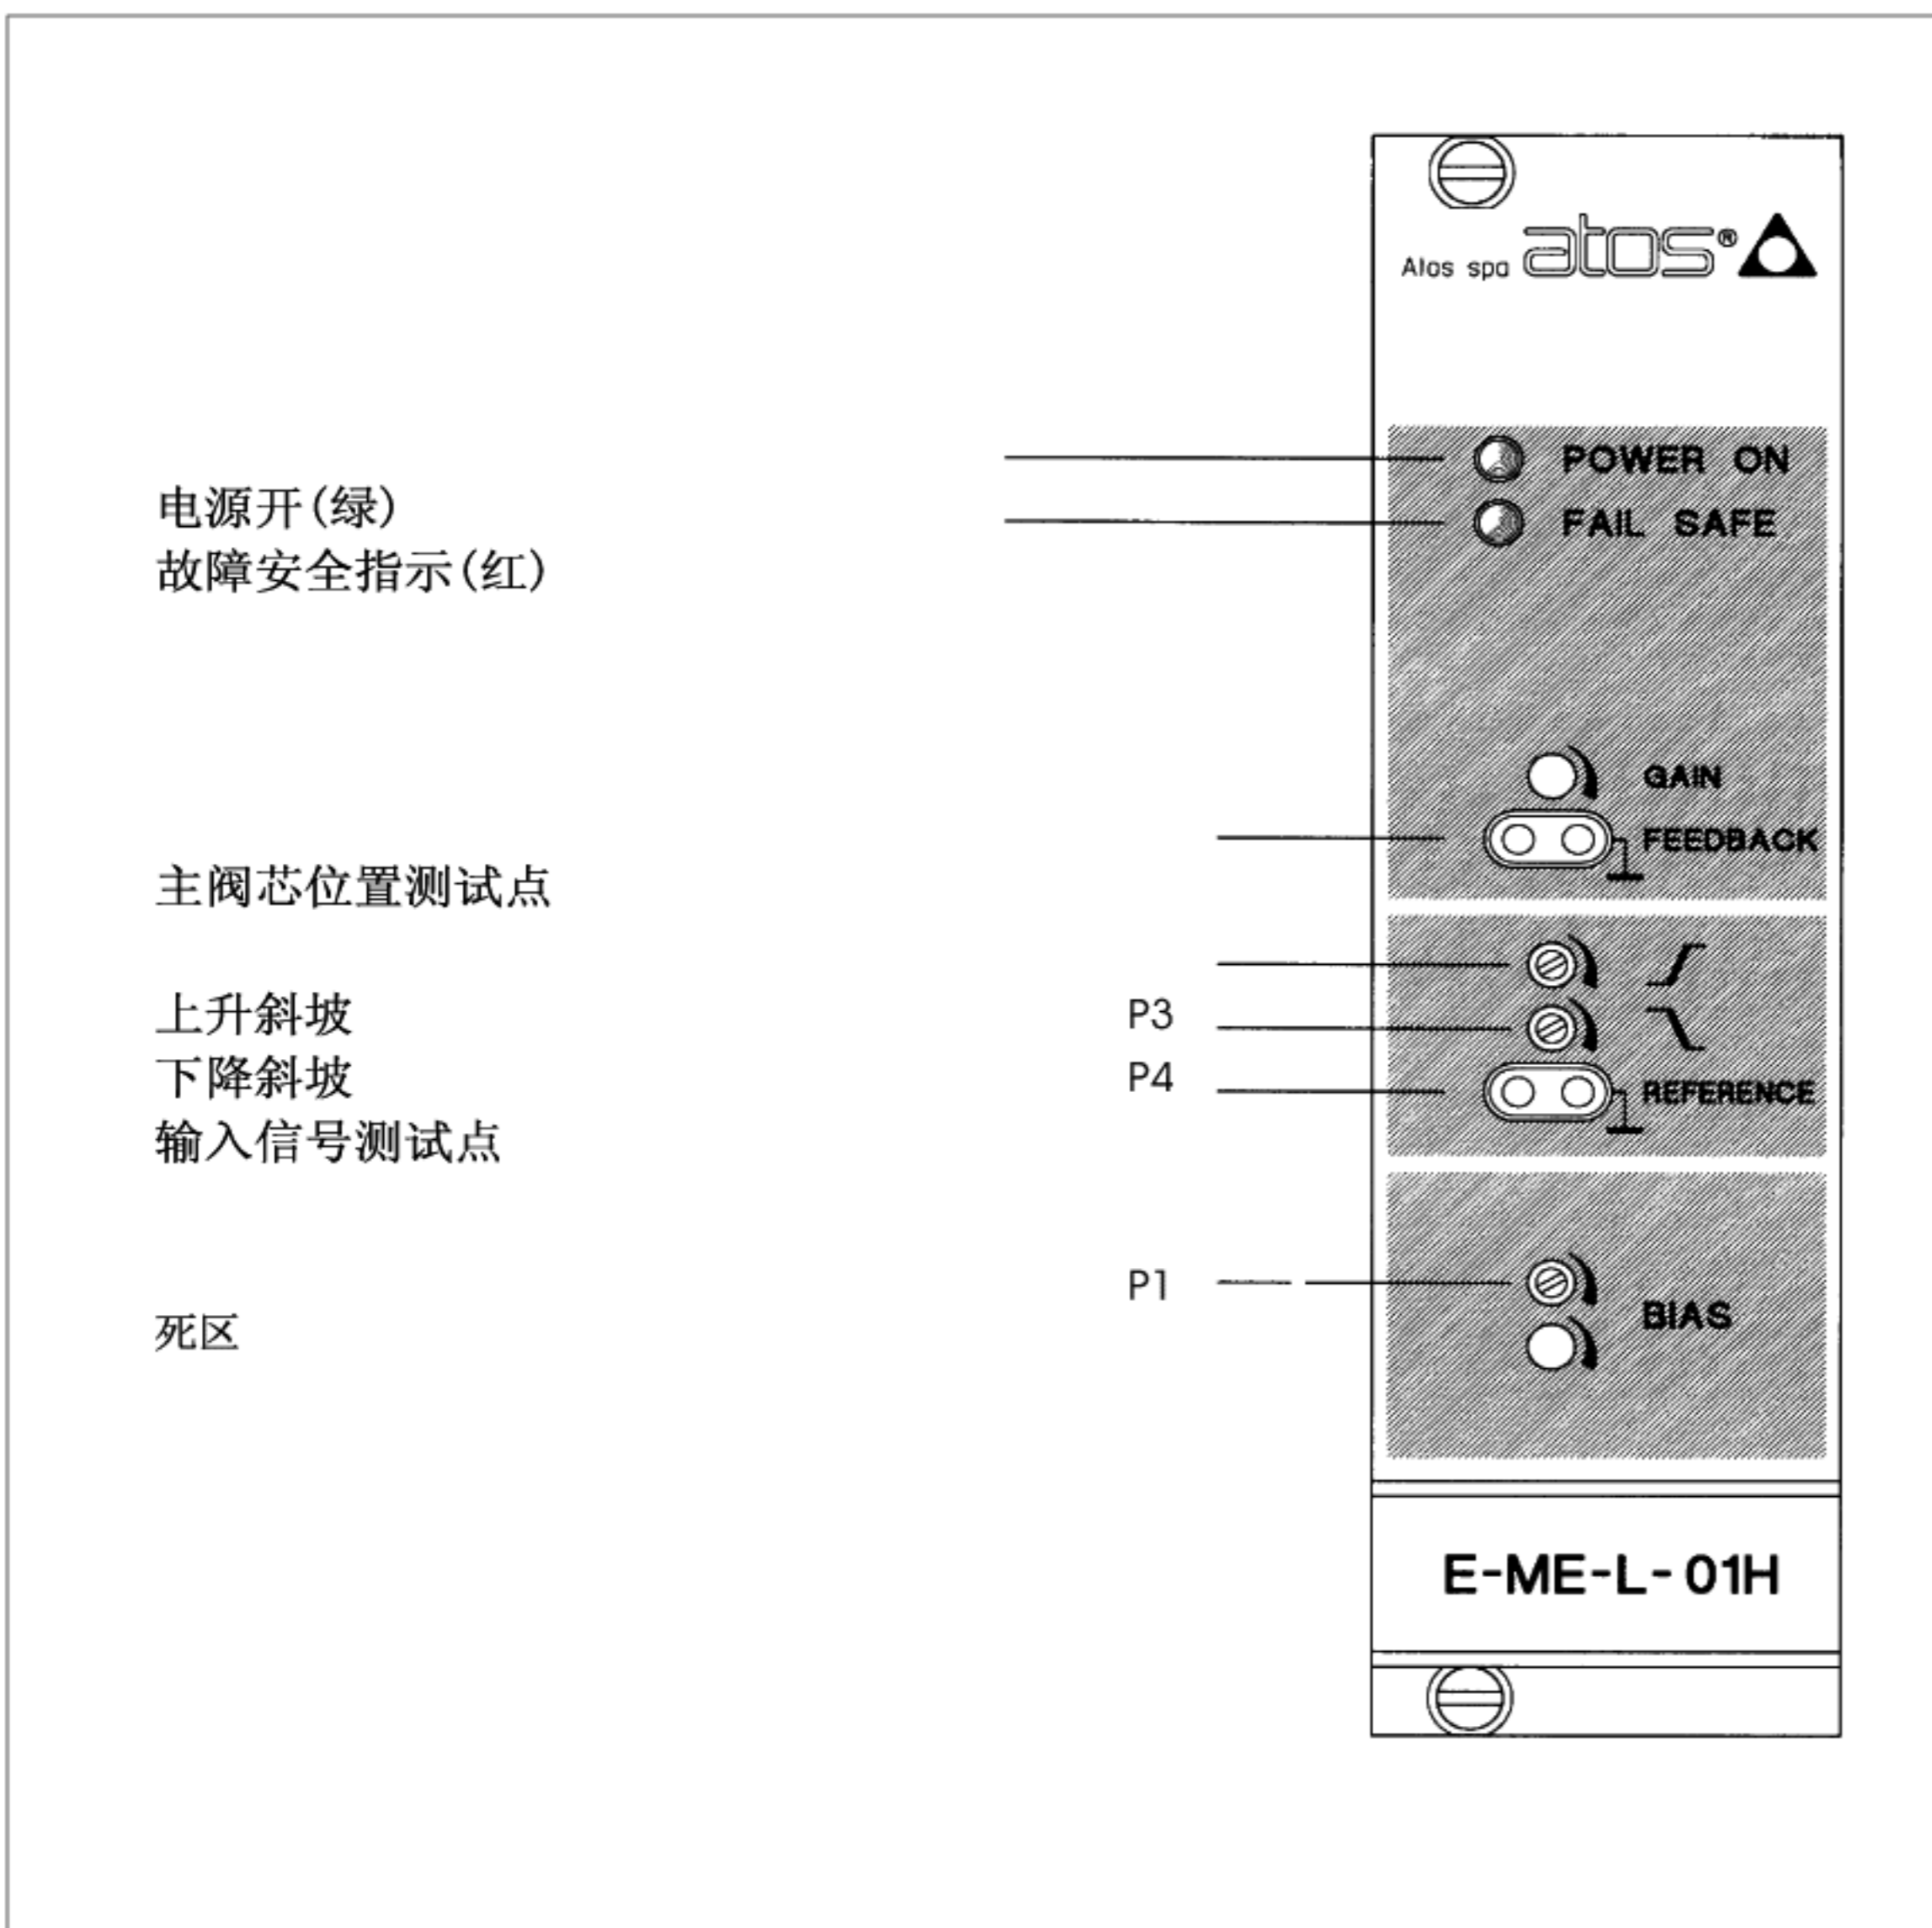 Atos spa atos®
POWER ON
电源开(绿)
FAIL SAFE
故障安全指示(红)
GAIN
FEEDBACK
主阀芯位置测试点
上升斜坡 P3
下降斜坡 P4
REFERENCE
输入信号测试点
P1
BIAS
死区
E-ME-L-01H